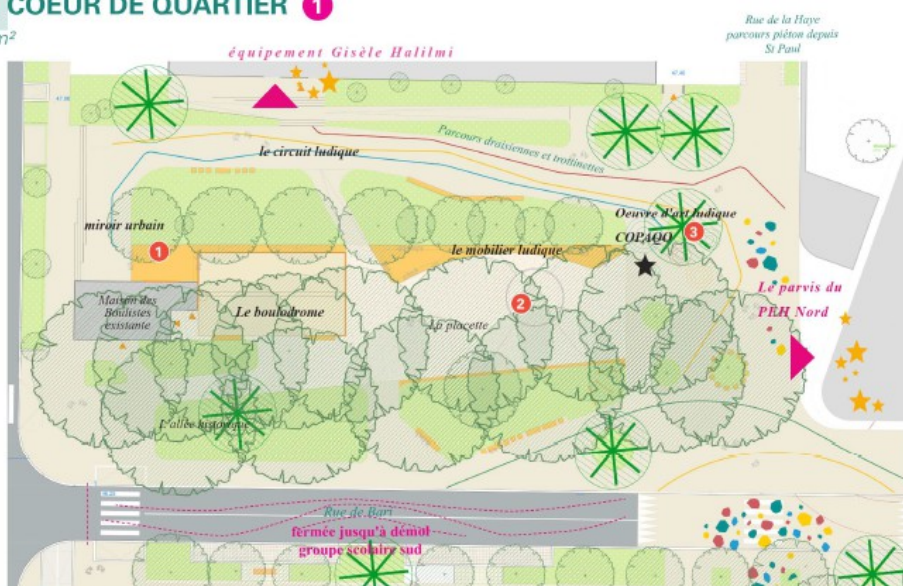 COEUR DE QUARTIER 1
m²
Rue de la Haye
parcours piéton depuis
St Paul
équipement Gisèle Halilmi
Parcours draisiennes et trottinettes
le circuit ludique
miroir urbain
1
Oeuvre d'art ludique
COPAQO
3
le mobilier ludique
Maison des
Boulistes
existante
Le boulodrome
2
La placette
Le parvis du
PEH Nord
L'allée historique
Rue de Bari
fermée jusqu'à démol
groupe scolaire sud